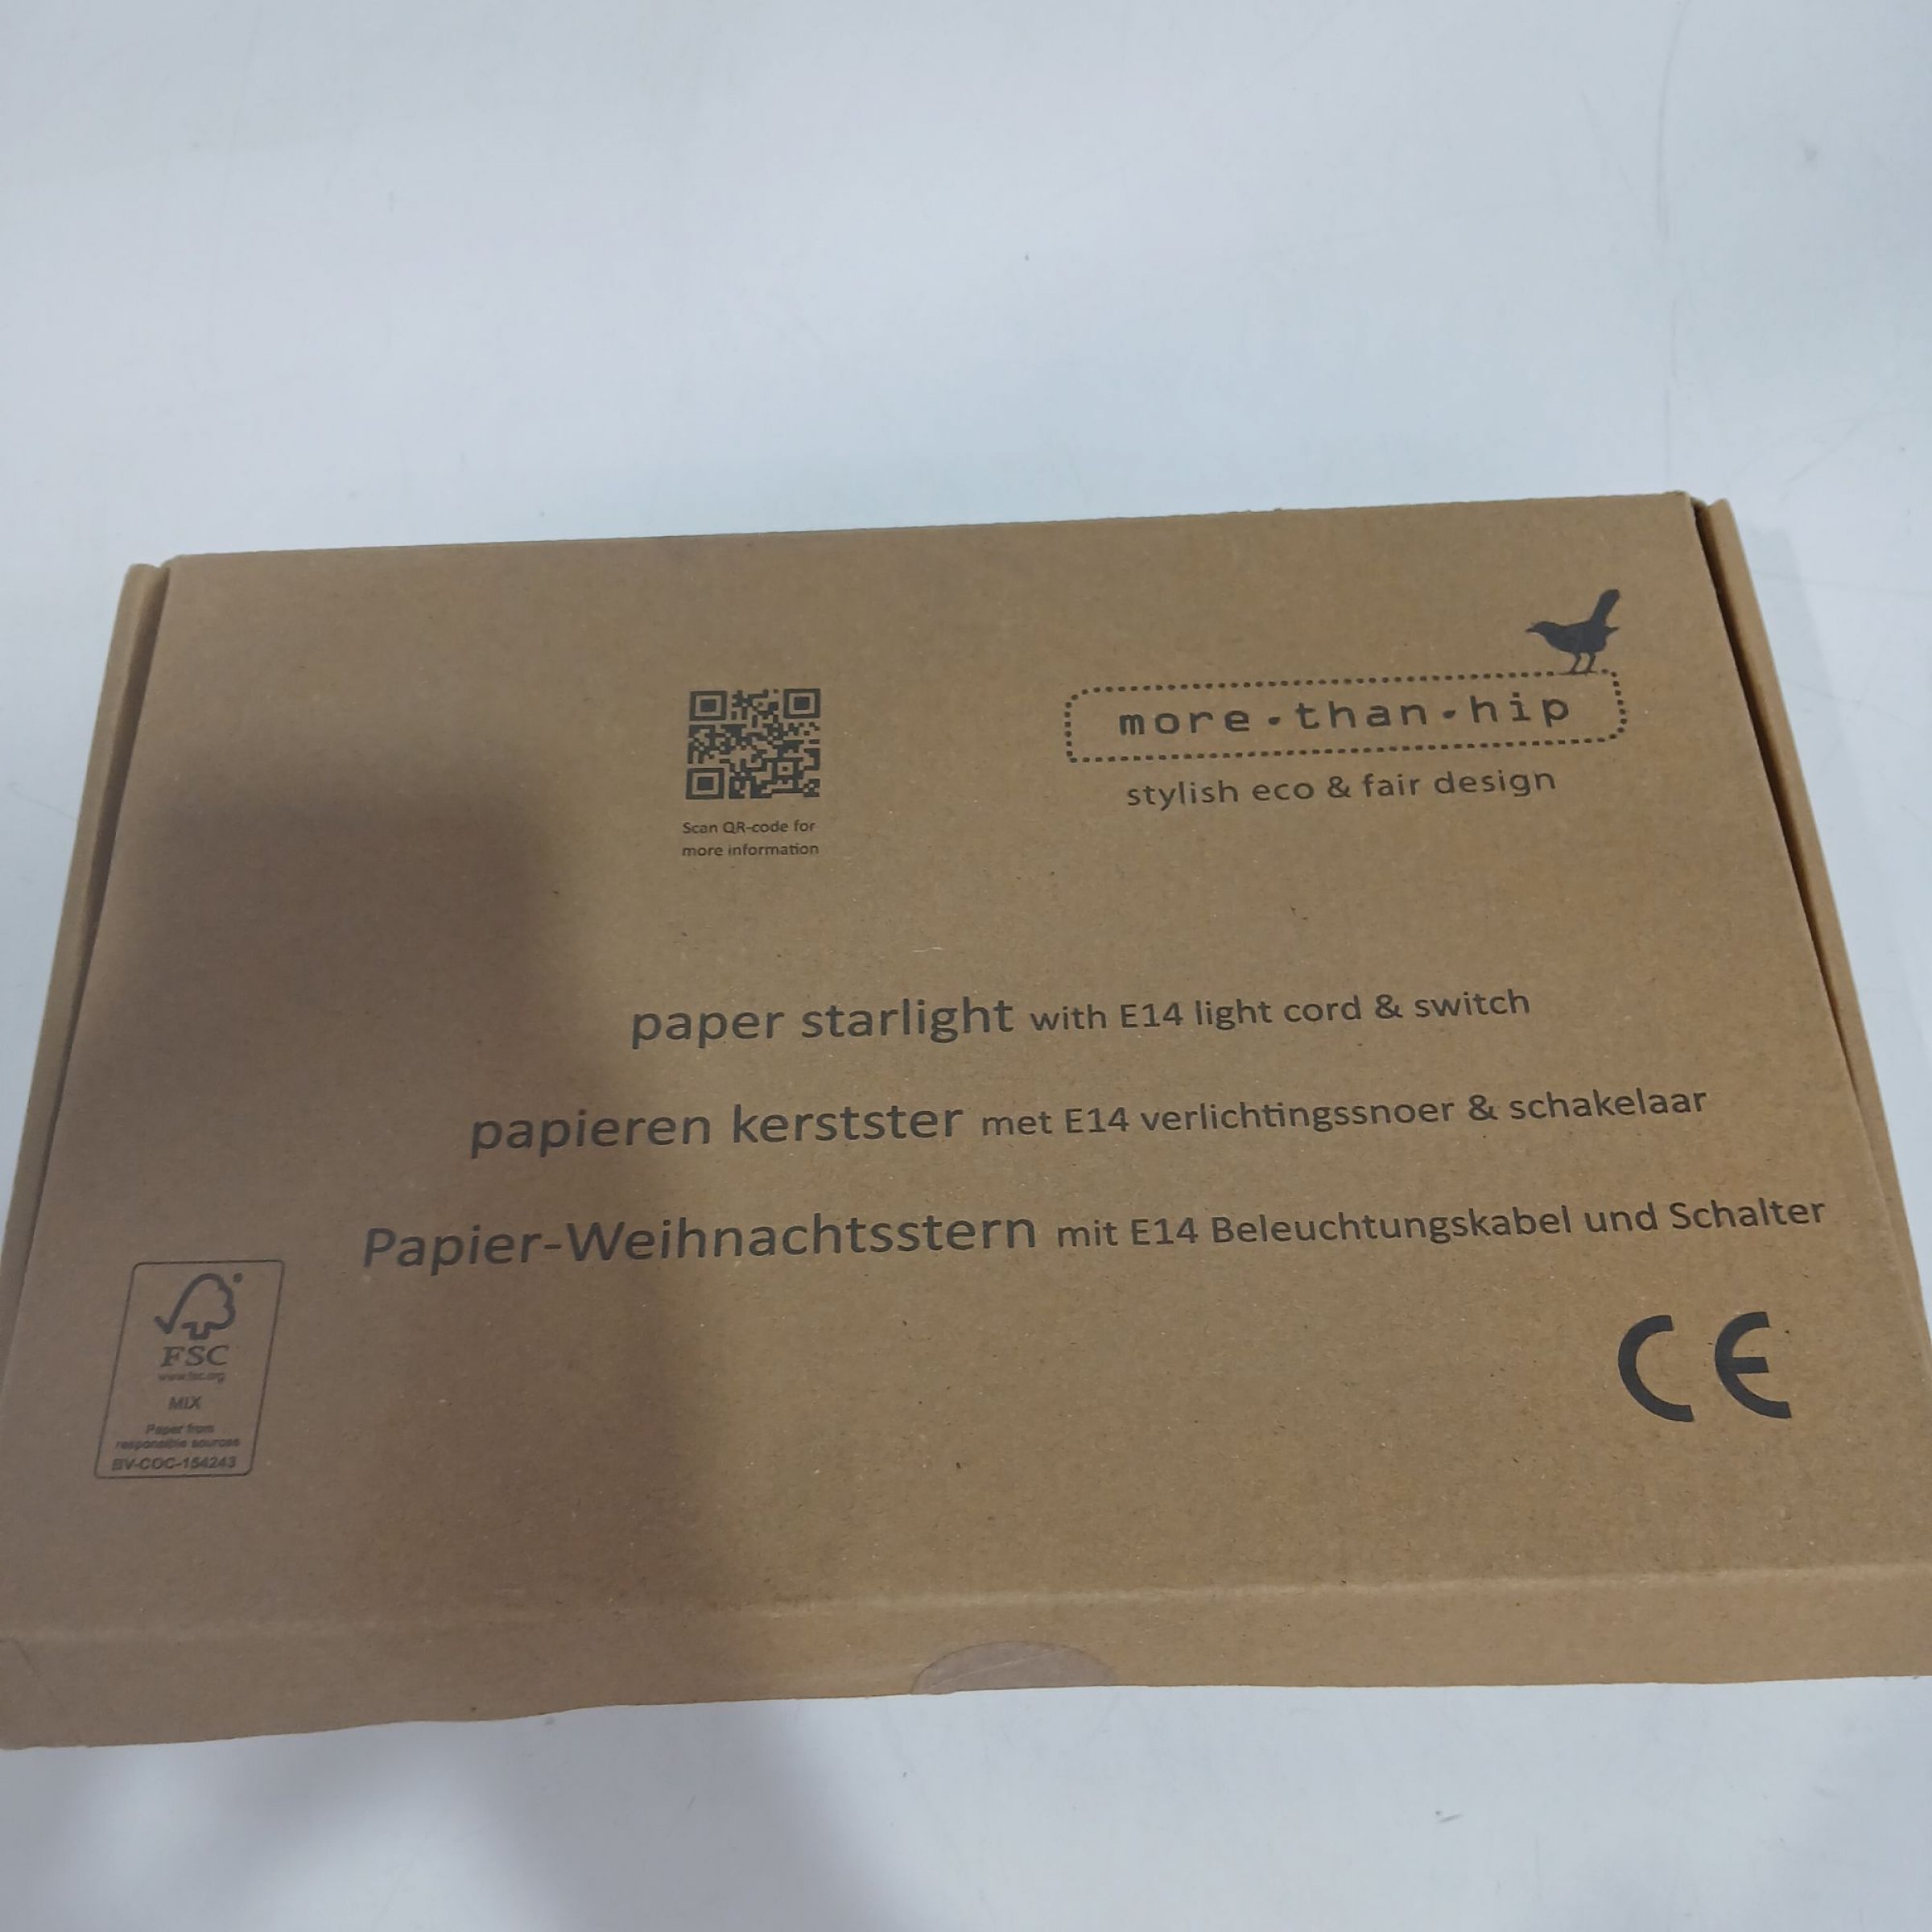 more·than·hip
stylish eco & fair design
Scan QR-code for
more information
paper starlight with E14 light cord & switch
papieren kerstster met E14 verlichtingssnoer & schakelaar
Papier-Weihnachtsstern mit E14 Beleuchtungskabel und Schalter
FSC
www.fsc.org
MIX
Paper from
responsible sources
BV-COC-154243
CE